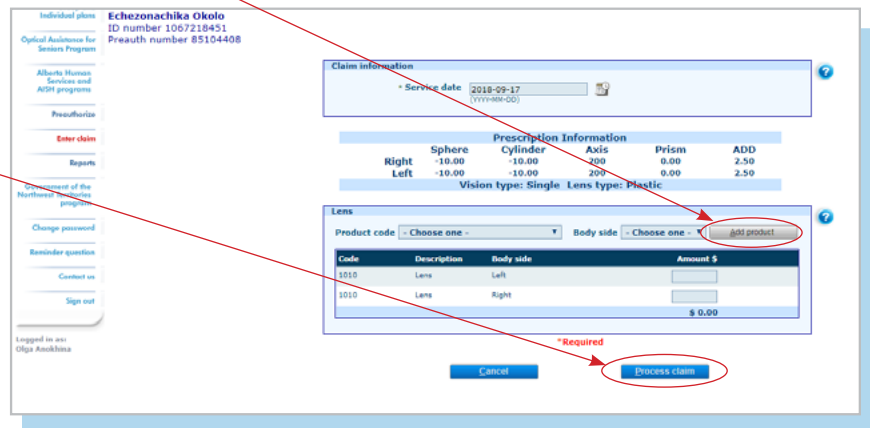 Individual plans
Optical Assistance for
Seniors Program
Alberta Human
Services and
AISH programs
Preauthorize
Enter claim
Reports
Government of the
Northwest Territories
program
Change password
Reminder question
Contact us
Sign out
Logged in as:
Olga Anokhina
Echezonachika Okolo
ID number 1067218451
Preauth number 85104408
Claim information
* Service date 2018-09-17
(YYYY-MM-DD)
?
Prescription Information
Sphere Cylinder Axis Prism ADD
Right -10.00 -10.00 200 0.00 2.50
Left -10.00 -10.00 200 0.00 2.50
Vision type: Single Lens type: Plastic
Lens
?
Product code - Choose one - Body side - Choose one - Add product
Code Description Body side Amount $
1010 Lens Left
1010 Lens Right
$ 0.00
*Required
Cancel Process claim